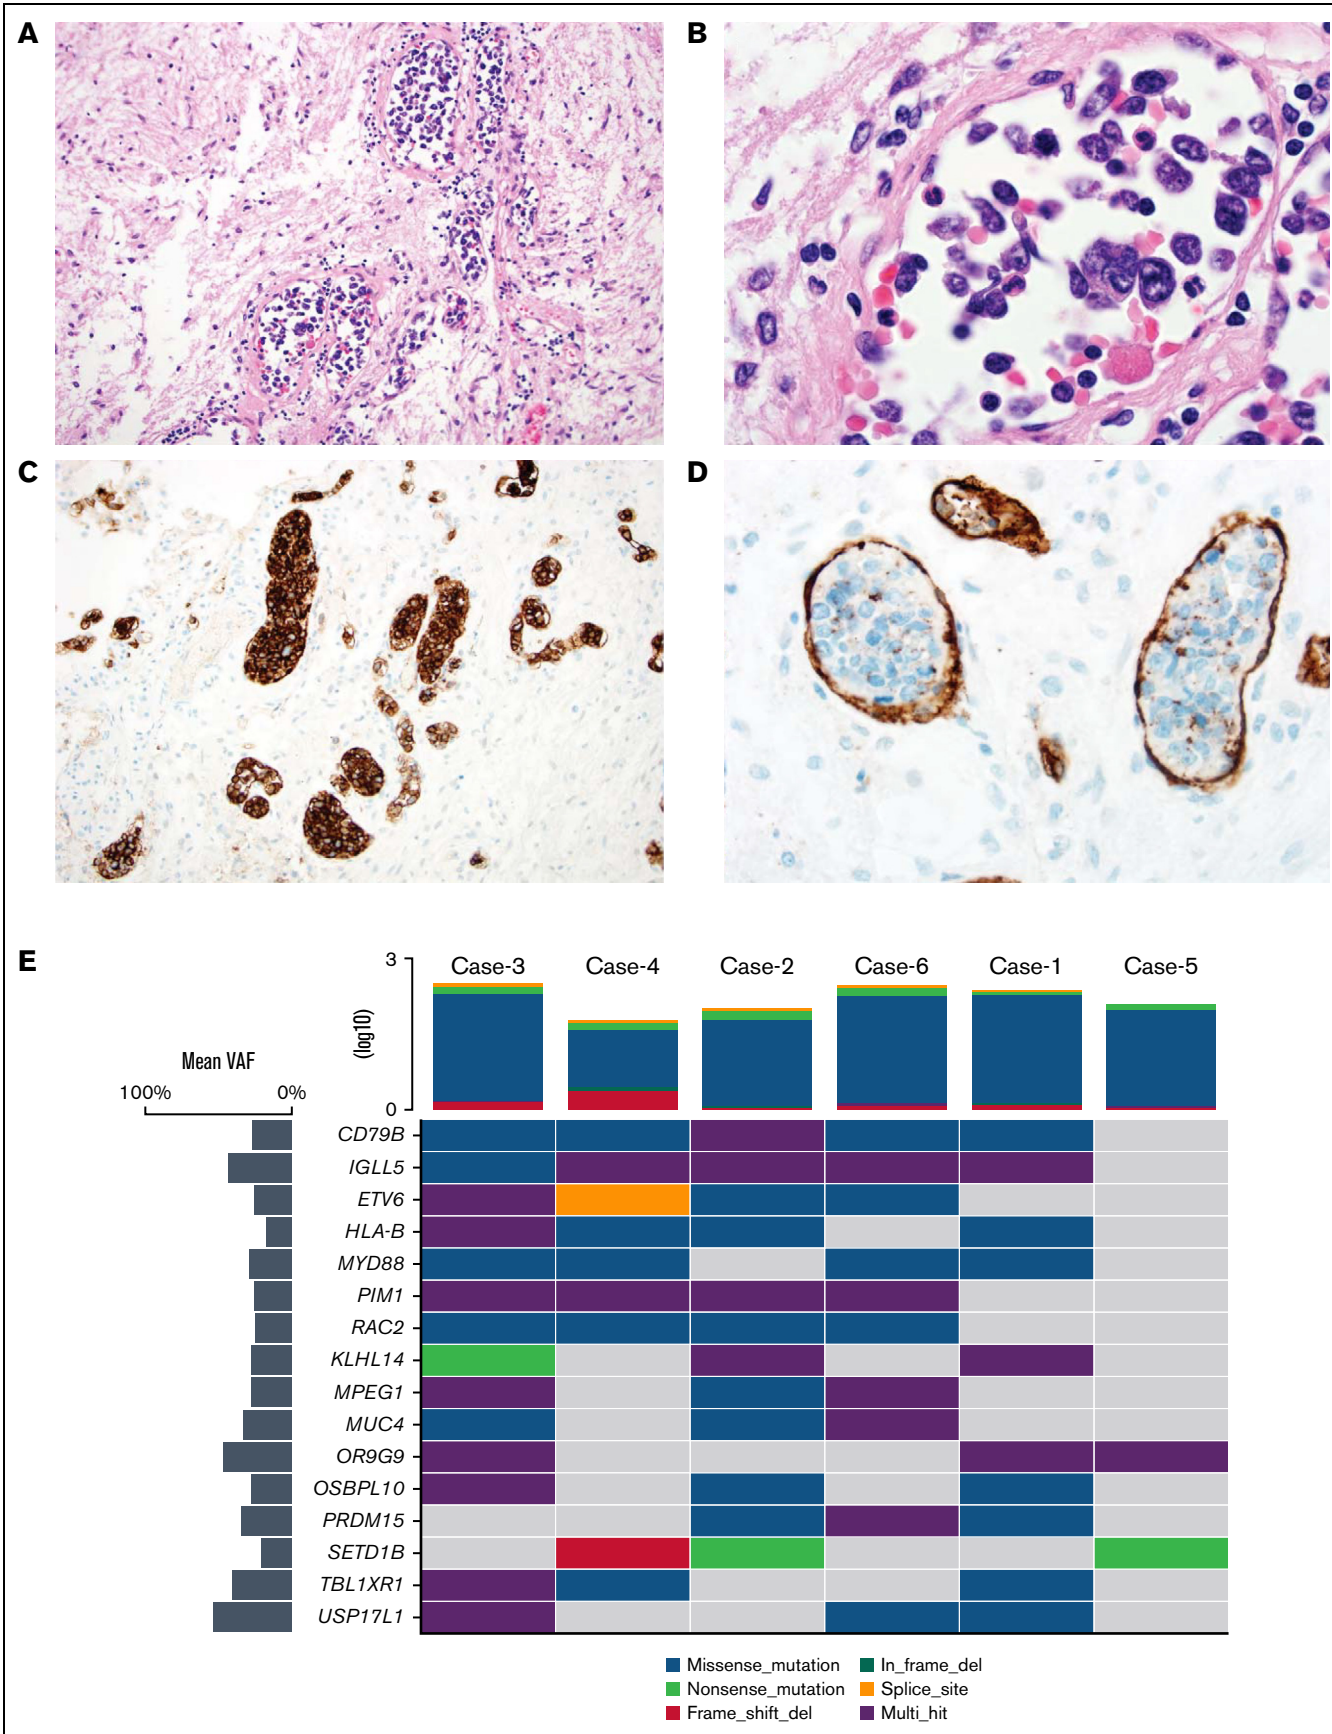 A
B
C
D
E
3
(log10)
0
Case-3 Case-4 Case-2 Case-6 Case-1 Case-5
Mean VAF
100% 0%
CD79B
IGLL5
ETV6
HLA-B
MYD88
PIM1
RAC2
KLHL14
MPEG1
MUC4
OR9G9
OSBPL10
PRDM15
SETD1B
TBL1XR1
USP17L1
Missense_mutation In_frame_del
Nonsense_mutation Splice_site
Frame_shift_del Multi_hit